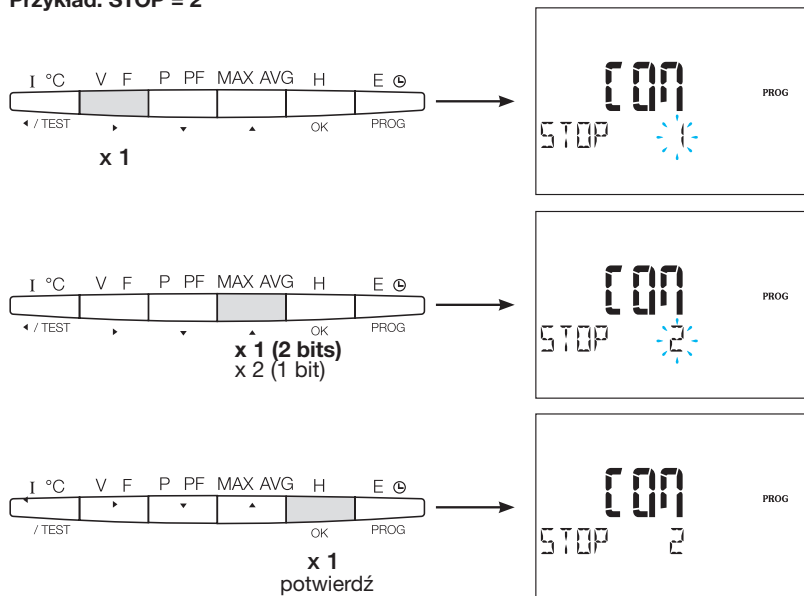 Przykład: STOP = 2
I °C V F P PF MAX AVG H E
/ TEST OK PROG
x 1
COM
PROG
STOP 1
I °C V F P PF MAX AVG H E
/ TEST OK PROG
x 1 (2 bits)
x 2 (1 bit)
COM
PROG
STOP 2
I °C V F P PF MAX AVG H E
/ TEST OK PROG
x 1
potwierdź
COM
PROG
STOP 2